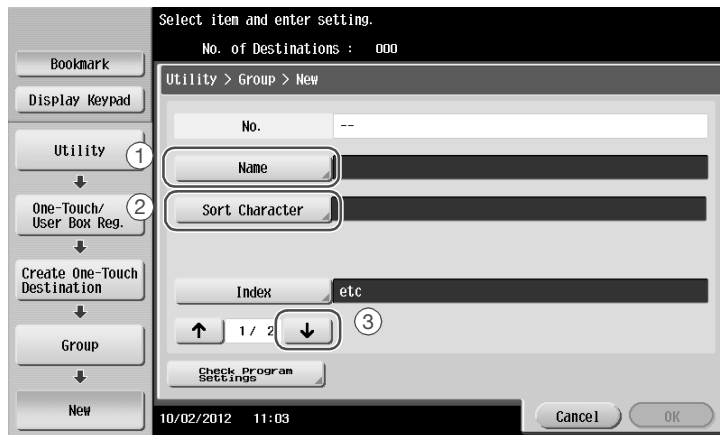 Select item and enter setting.
No. of Destinations : 000
Bookmark
Display Keypad
Utility
One-Touch/
User Box Reg.
Create One-Touch
Destination
Group
New
Utility > Group > New
No. --
1 Name
2 Sort Character
Index etc
↑ 1/ 2 ↓ 3
Check Program
Settings
10/02/2012 11:03
Cancel OK